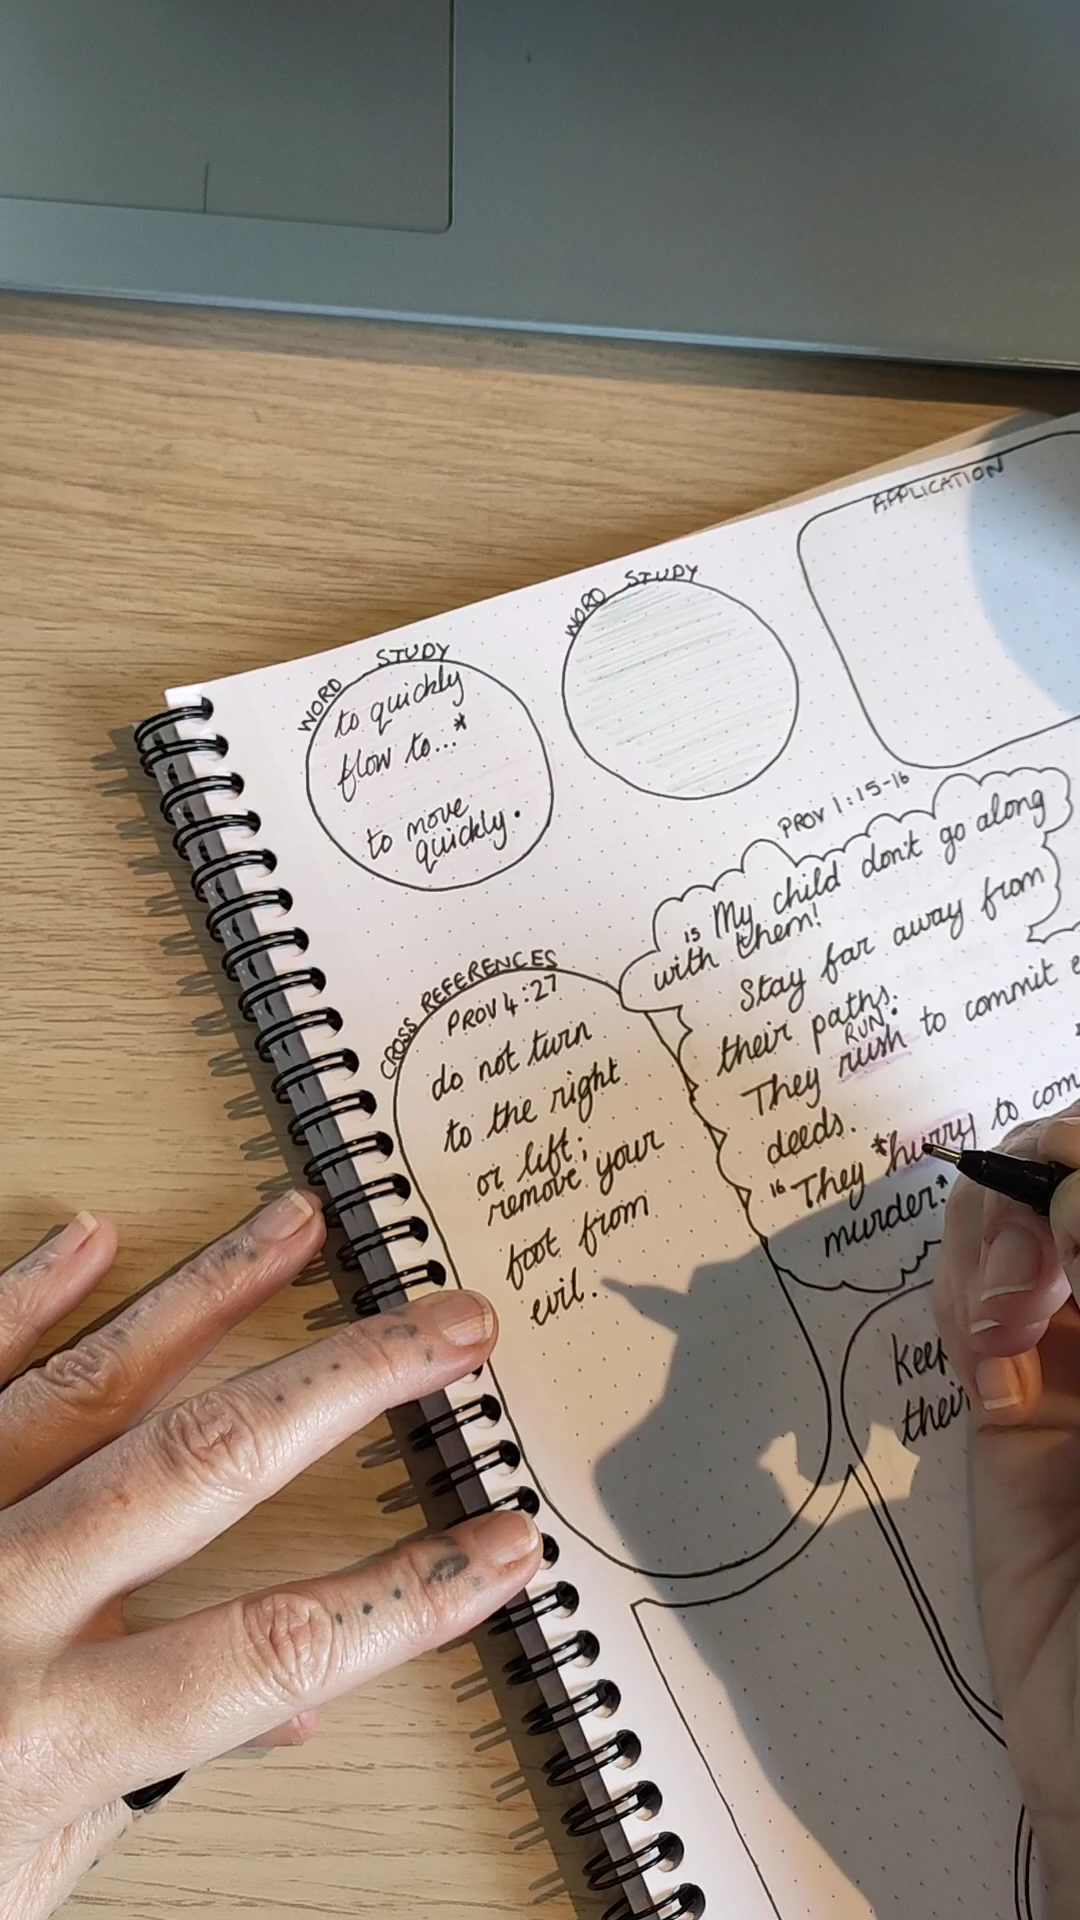 APPLICATION
WORD STUDY
WORD STUDY
to quickly
flow to...*
to move
quickly.
PROV 1:15-16
15 My child don't go along
with them!
Stay far away from
their paths.
RUN.
They rush to commit
deeds.
16 They *hurry to
murder*.
CROSS REFERENCES
PROV 4:27
do not turn
to the right
or left;
remove your
foot from
evil.